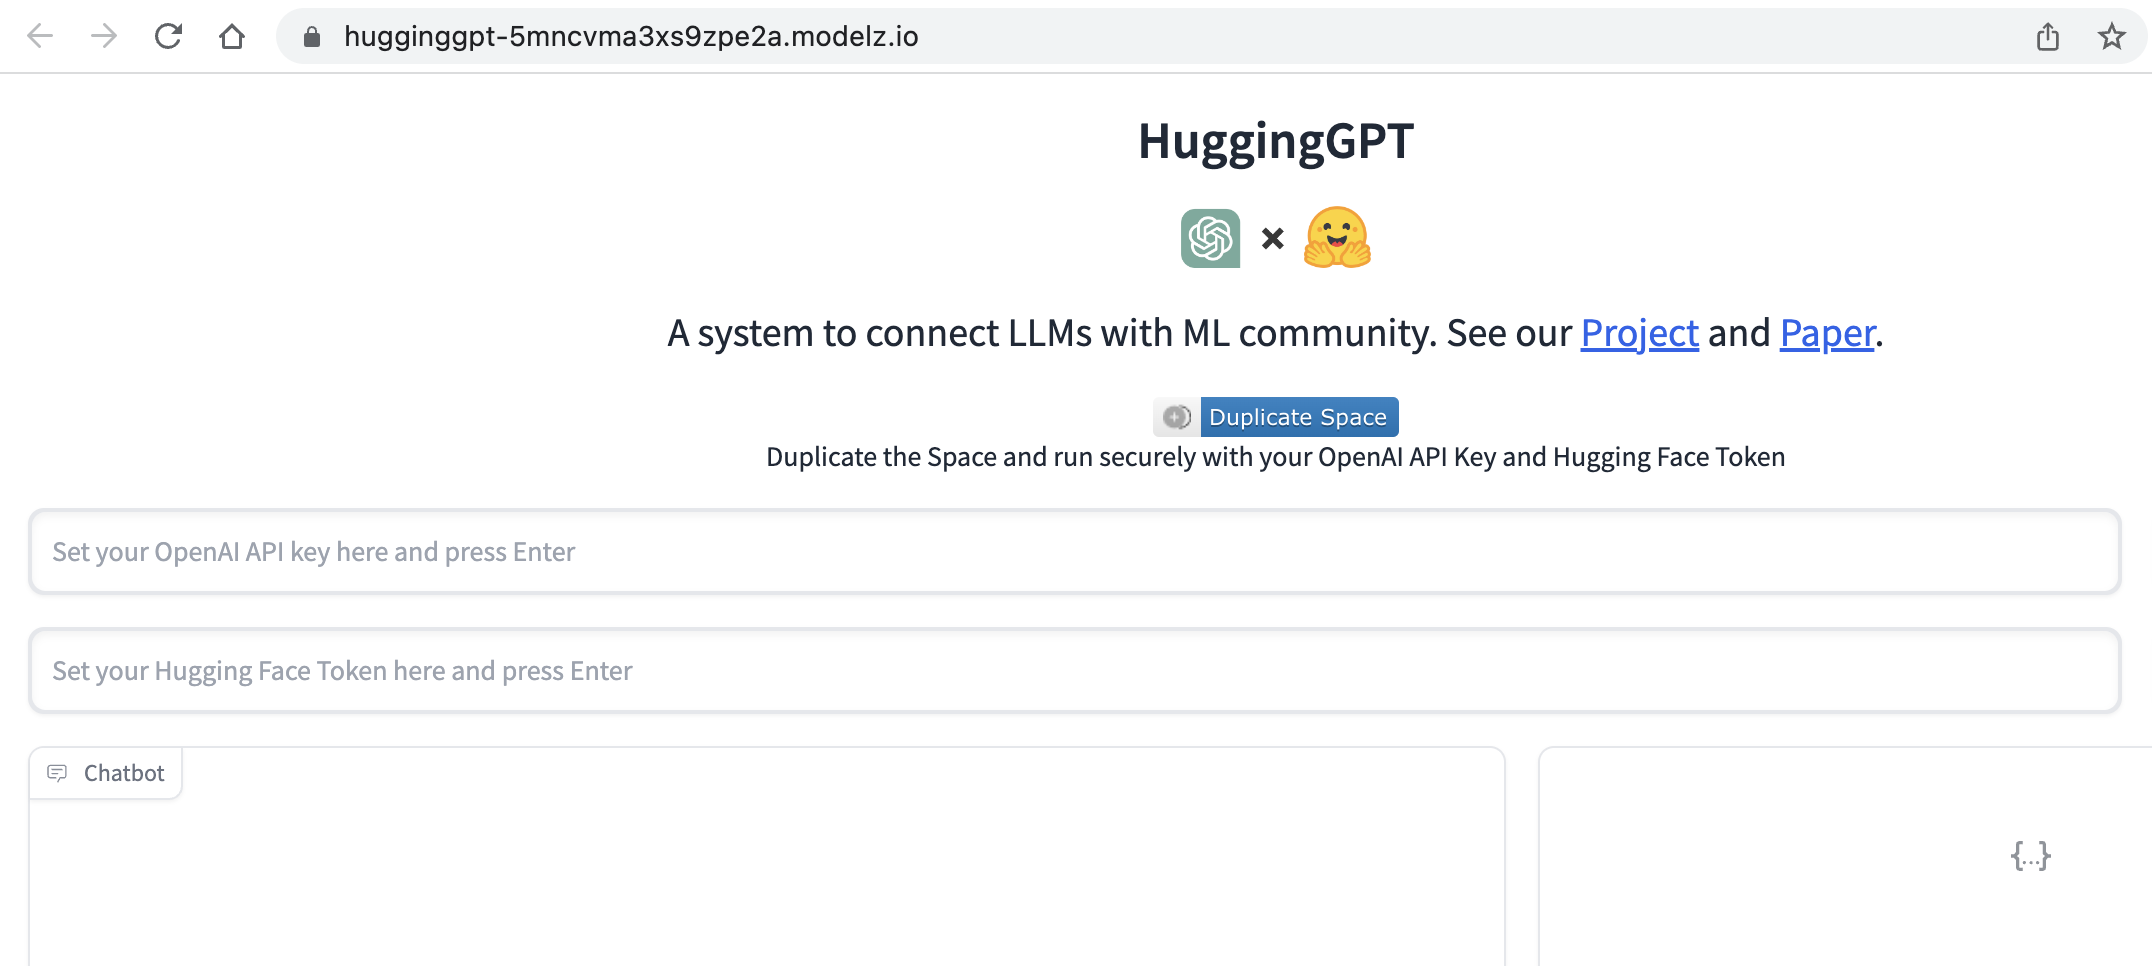 hugginggpt-5mncvma3xs9zpe2a.modelz.io
HuggingGPT
A system to connect LLMs with ML community. See our Project and Paper.
Duplicate Space
Duplicate the Space and run securely with your OpenAI API Key and Hugging Face Token
Set your OpenAI API key here and press Enter
Set your Hugging Face Token here and press Enter
Chatbot
{...}